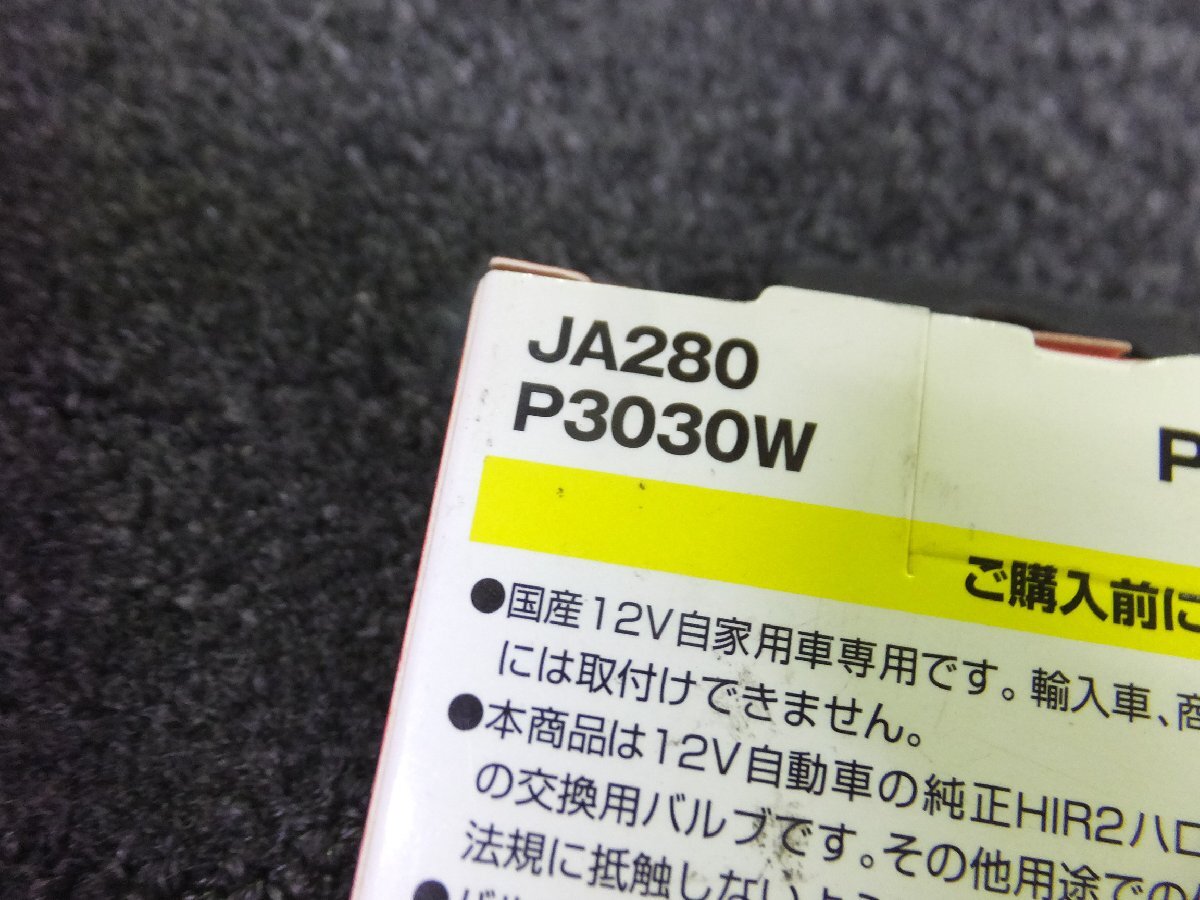 JA280
P3030W
P
ご購入前に
●国産12V自家用車専用です。輸入車、商
には取付けできません。
●本商品は12V自動車の純正HIR2ハロ
の交換用バルブです。その他用途での
法規に抵触しないよう
●バル